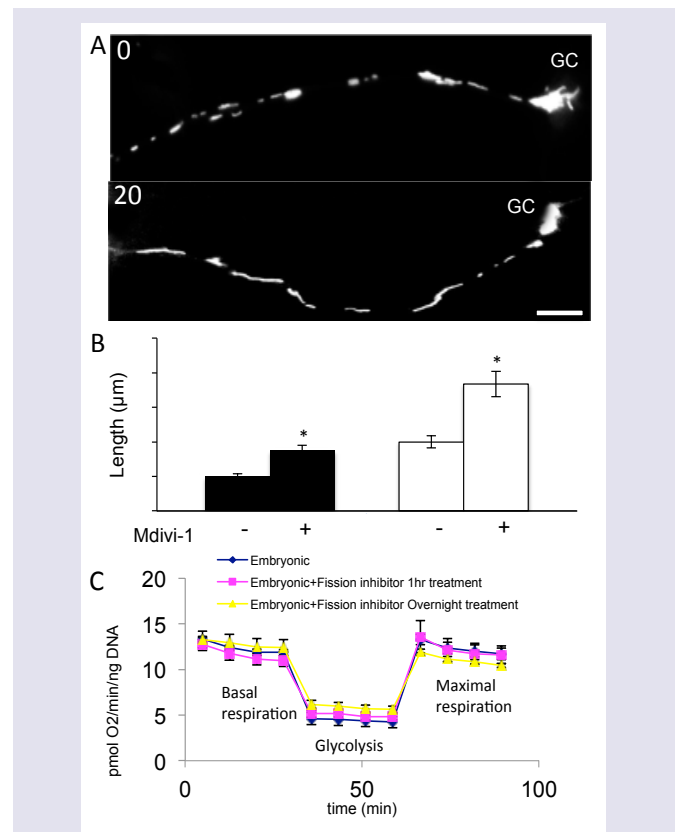 A
0
GC
20
GC
B
Length (µm)
*
*
Mdivi-1
- + - +
Embryonic
C
Embryonic+Fission inhibitor 1hr treatment
Embryonic+Fission inhibitor Overnight treatment
pmol O2/min/ng DNA
20
15
10
5
0
Basal
respiration
Glycolysis
Maximal
respiration
0 50 100
time (min)